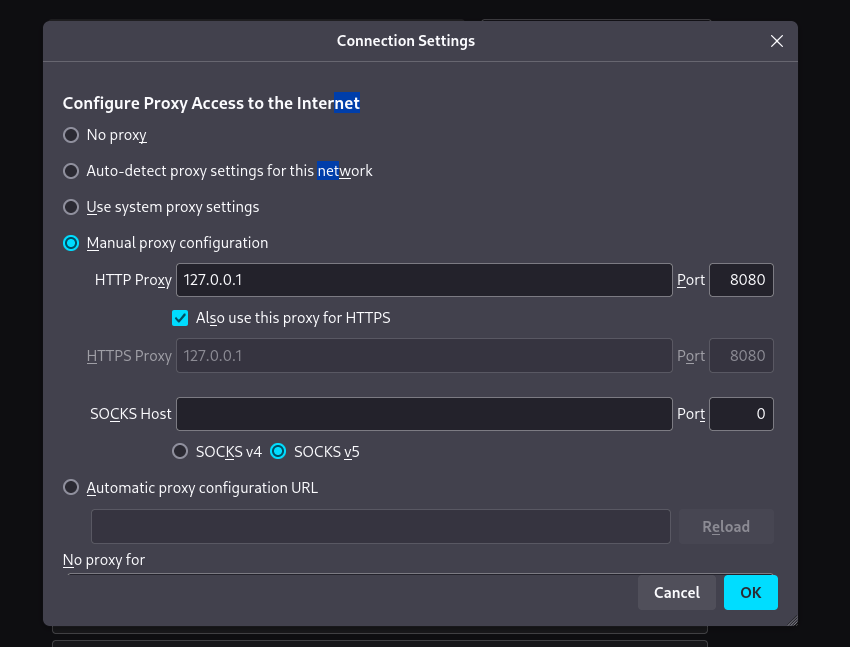 Connection Settings
Configure Proxy Access to the Internet
No proxy
Auto-detect proxy settings for this network
Use system proxy settings
Manual proxy configuration
HTTP Proxy 127.0.0.1 Port 8080
Also use this proxy for HTTPS
HTTPS Proxy 127.0.0.1 Port 8080
SOCKS Host Port 0
SOCKS v4 SOCKS v5
Automatic proxy configuration URL
Reload
No proxy for
Cancel OK